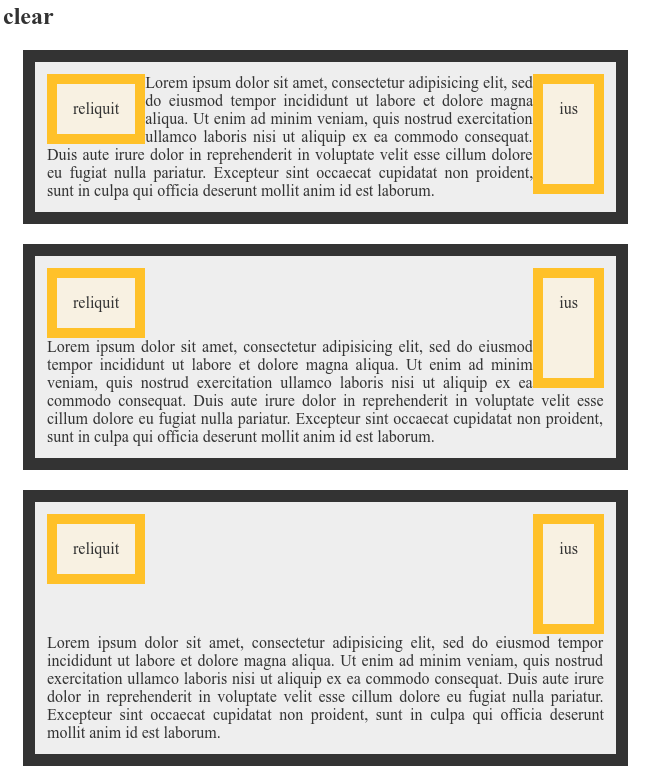 clear
reliquit
ius
Lorem ipsum dolor sit amet, consectetur adipisicing elit, sed
do eiusmod tempor incididunt ut labore et dolore magna
aliqua. Ut enim ad minim veniam, quis nostrud exercitation
ullamco laboris nisi ut aliquip ex ea commodo consequat.
Duis aute irure dolor in reprehenderit in voluptate velit esse cillum dolore
eu fugiat nulla pariatur. Excepteur sint occaecat cupidatat non proident,
sunt in culpa qui officia deserunt mollit anim id est laborum.
reliquit
ius
Lorem ipsum dolor sit amet, consectetur adipisicing elit, sed do eiusmod
tempor incididunt ut labore et dolore magna aliqua. Ut enim ad minim
veniam, quis nostrud exercitation ullamco laboris nisi ut aliquip ex ea
commodo consequat. Duis aute irure dolor in reprehenderit in voluptate velit esse
cillum dolore eu fugiat nulla pariatur. Excepteur sint occaecat cupidatat non proident,
sunt in culpa qui officia deserunt mollit anim id est laborum.
reliquit
ius
Lorem ipsum dolor sit amet, consectetur adipisicing elit, sed do eiusmod tempor
incididunt ut labore et dolore magna aliqua. Ut enim ad minim veniam, quis nostrud
exercitation ullamco laboris nisi ut aliquip ex ea commodo consequat. Duis aute irure
dolor in reprehenderit in voluptate velit esse cillum dolore eu fugiat nulla pariatur.
Excepteur sint occaecat cupidatat non proident, sunt in culpa qui officia deserunt
mollit anim id est laborum.